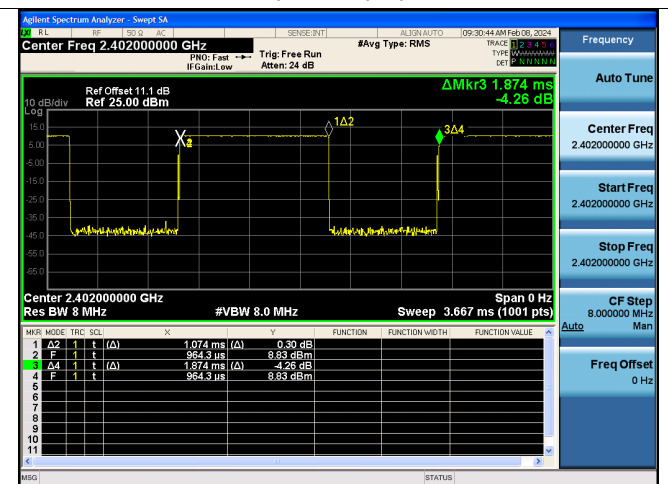 Agilent Spectrum Analyzer - Swept SA
LXI RL RF 50 Ω AC SENSE:INT ALIGN AUTO 09:30:44 AM Feb 08, 2024
Center Freq 2.402000000 GHz #Avg Type: RMS TRACE 1 2 3 4 5 6
PNO: Fast Trig: Free Run TYPE
IFGain:Low Atten: 24 dB DET P N N N N N
Frequency
ΔMkr3 1.874 ms
-4.26 dB
Ref Offset 11.1 dB
10 dB/div Ref 25.00 dBm
Log
15.0
5.00
-5.00
-15.0
-25.0
-35.0
-45.0
-55.0
-65.0
X2
1Δ2
3Δ4
Center 2.402000000 GHz Span 0 Hz
Res BW 8 MHz #VBW 8.0 MHz Sweep 3.667 ms (1001 pts)
MKR MODE TRC SCL X Y FUNCTION FUNCTION WIDTH FUNCTION VALUE
1 Δ2 1 t (Δ) 1.074 ms (Δ) 0.30 dB
2 F 1 t 964.3 µs 8.83 dBm
3 Δ4 1 t (Δ) 1.874 ms (Δ) -4.26 dB
4 F 1 t 964.3 µs 8.83 dBm
5
6
7
8
9
10
11
MSG STATUS
Auto Tune
Center Freq
2.402000000 GHz
Start Freq
2.402000000 GHz
Stop Freq
2.402000000 GHz
CF Step
8.000000 MHz
Auto Man
Freq Offset
0 Hz